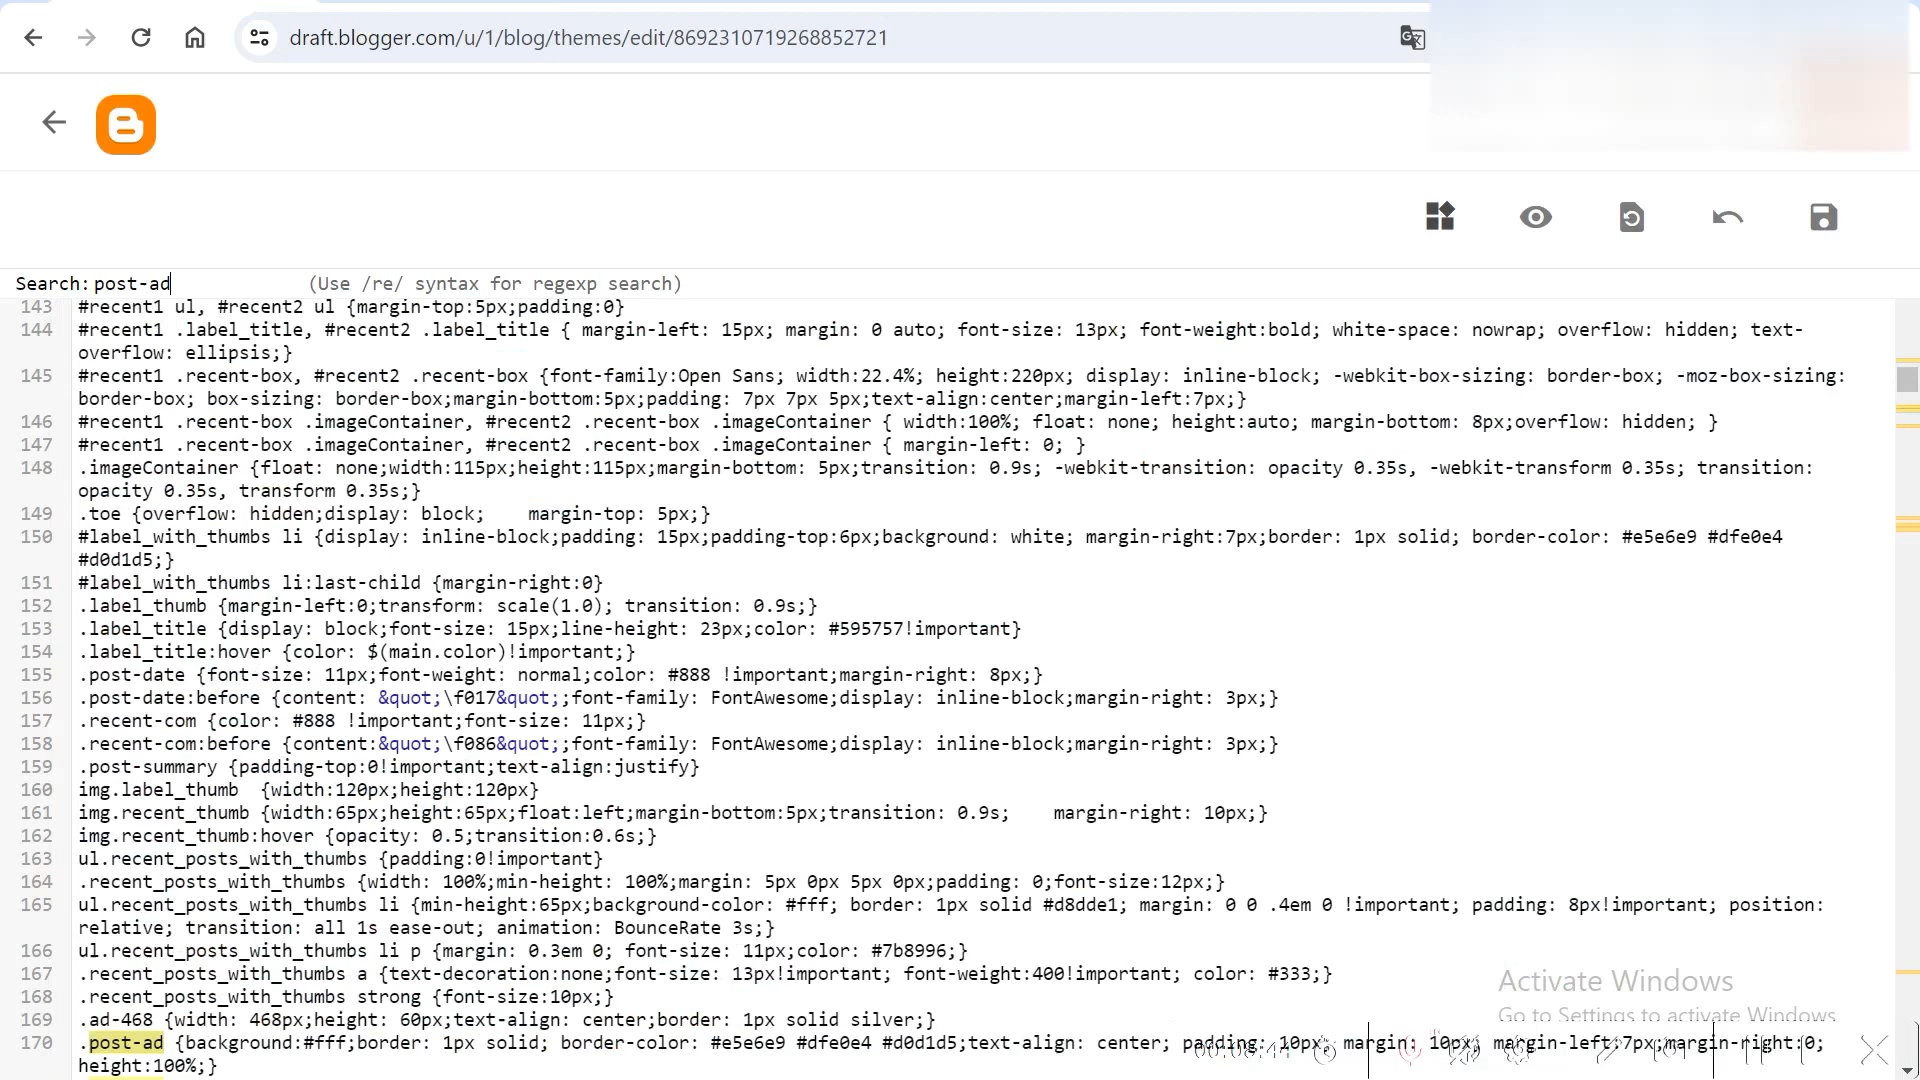 draft.blogger.com/u/1/blog/themes/edit/8692310719268852721
Search: post-ad (Use /re/ syntax for regexp search)
143 #recent1 ul, #recent2 ul {margin-top:5px;padding:0}
144 #recent1 .label_title, #recent2 .label_title { margin-left: 15px; margin: 0 auto; font-size: 13px; font-weight:bold; white-space: nowrap; overflow: hidden; text-
overflow: ellipsis;}
145 #recent1 .recent-box, #recent2 .recent-box {font-family:Open Sans; width:22.4%; height:220px; display: inline-block; -webkit-box-sizing: border-box; -moz-box-sizing:
border-box; box-sizing: border-box;margin-bottom:5px;padding: 7px 7px 5px;text-align:center;margin-left:7px;}
146 #recent1 .recent-box .imageContainer, #recent2 .recent-box .imageContainer { width:100%; float: none; height:auto; margin-bottom: 8px;overflow: hidden; }
147 #recent1 .recent-box .imageContainer, #recent2 .recent-box .imageContainer { margin-left: 0; }
148 .imageContainer {float: none;width:115px;height:115px;margin-bottom: 5px;transition: 0.9s; -webkit-transition: opacity 0.35s, -webkit-transform 0.35s; transition:
opacity 0.35s, transform 0.35s;}
149 .toe {overflow: hidden;display: block;    margin-top: 5px;}
150 #label_with_thumbs li {display: inline-block;padding: 15px;padding-top:6px;background: white; margin-right:7px;border: 1px solid; border-color: #e5e6e9 #dfe0e4
#d0d1d5;}
151 #label_with_thumbs li:last-child {margin-right:0}
152 .label_thumb {margin-left:0;transform: scale(1.0); transition: 0.9s;}
153 .label_title {display: block;font-size: 15px;line-height: 23px;color: #595757!important}
154 .label_title:hover {color: $(main.color)!important;}
155 .post-date {font-size: 11px;font-weight: normal;color: #888 !important;margin-right: 8px;}
156 .post-date:before {content: &quot;\f017&quot;;font-family: FontAwesome;display: inline-block;margin-right: 3px;}
157 .recent-com {color: #888 !important;font-size: 11px;}
158 .recent-com:before {content:&quot;\f086&quot;;font-family: FontAwesome;display: inline-block;margin-right: 3px;}
159 .post-summary {padding-top:0!important;text-align:justify}
160 img.label_thumb  {width:120px;height:120px}
161 img.recent_thumb {width:65px;height:65px;float:left;margin-bottom:5px;transition: 0.9s;    margin-right: 10px;}
162 img.recent_thumb:hover {opacity: 0.5;transition:0.6s;}
163 ul.recent_posts_with_thumbs {padding:0!important}
164 .recent_posts_with_thumbs {width: 100%;min-height: 100%;margin: 5px 0px 5px 0px;padding: 0;font-size:12px;}
165 ul.recent_posts_with_thumbs li {min-height:65px;background-color: #fff; border: 1px solid #d8dde1; margin: 0 0 .4em 0 !important; padding: 8px!important; position:
relative; transition: all 1s ease-out; animation: BounceRate 3s;}
166 ul.recent_posts_with_thumbs li p {margin: 0.3em 0; font-size: 11px;color: #7b8996;}
167 .recent_posts_with_thumbs a {text-decoration:none;font-size: 13px!important; font-weight:400!important; color: #333;}
168 .recent_posts_with_thumbs strong {font-size:10px;}
169 .ad-468 {width: 468px;height: 60px;text-align: center;border: 1px solid silver;}
170 .post-ad {background:#fff;border: 1px solid; border-color: #e5e6e9 #dfe0e4 #d0d1d5;text-align: center; padding: 10px; margin: 10px; margin-left:7px;margin-right:0;
height:100%;}
Activate Windows
Go to Settings to activate Windows